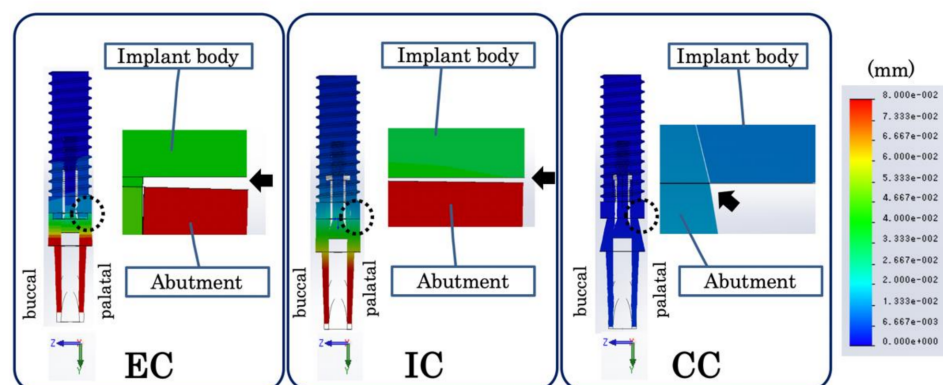 Implant body
Abutment
buccal
palatal
Z
Y
EC
Implant body
Abutment
buccal
palatal
Z
Y
IC
Implant body
Abutment
buccal
palatal
Z
Y
CC
(mm)
8.000e-002
7.333e-002
6.667e-002
6.000e-002
5.333e-002
4.667e-002
4.000e-002
3.333e-002
2.667e-002
2.000e-002
1.333e-002
6.667e-003
0.000e+000